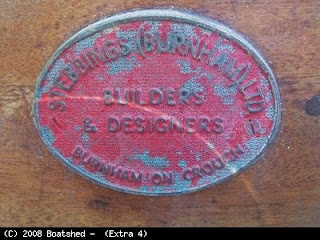 STEBBINGS (BURNHAM) LTD
BUILDERS
& DESIGNERS
BURNHAM-ON-CROUCH
(C) 2008 Boatshed - (Extra 4)